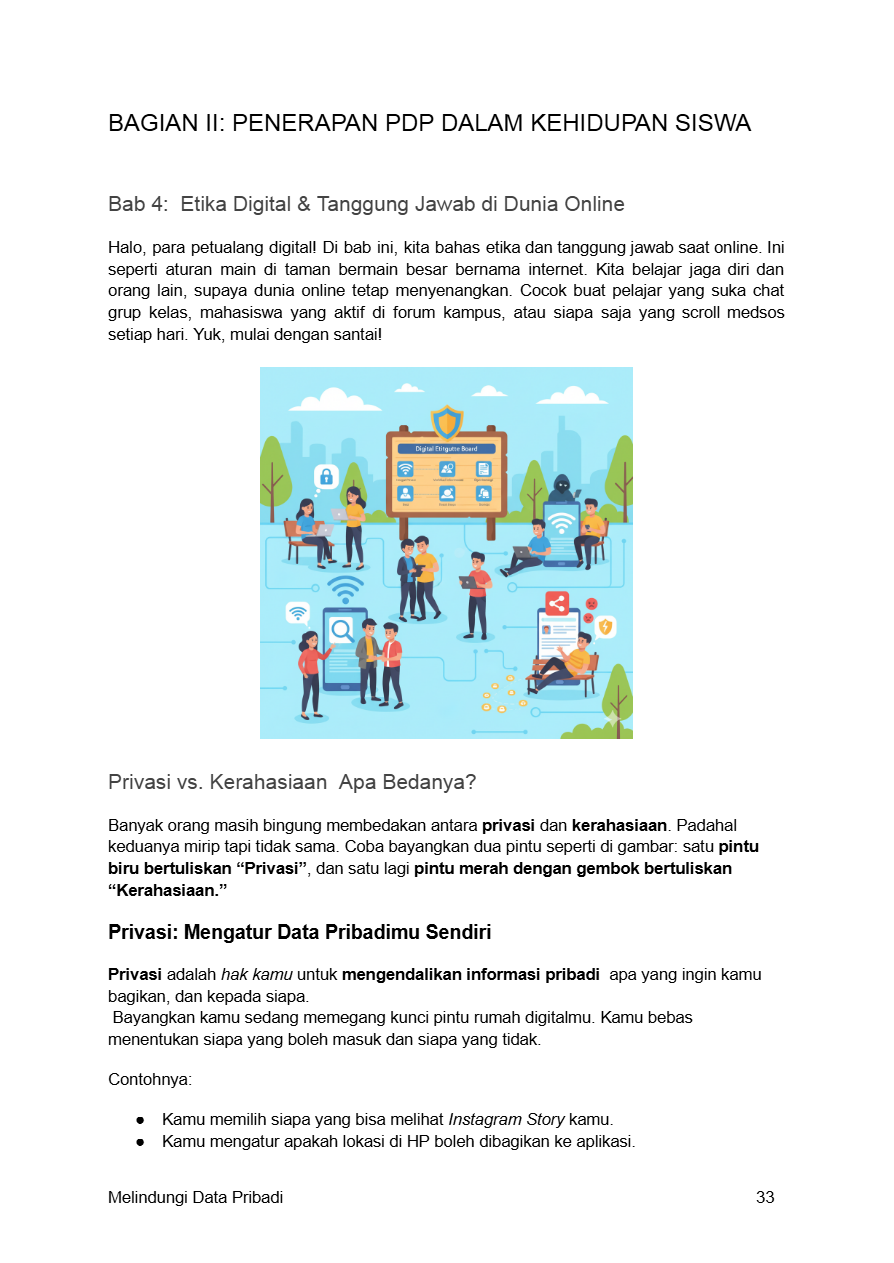 BAGIAN II: PENERAPAN PDP DALAM KEHIDUPAN SISWA
Bab 4:  Etika Digital & Tanggung Jawab di Dunia Online
Halo, para petualang digital! Di bab ini, kita bahas etika dan tanggung jawab saat online. Ini
seperti aturan main di taman bermain besar bernama internet. Kita belajar jaga diri dan
orang lain, supaya dunia online tetap menyenangkan. Cocok buat pelajar yang suka chat
grup kelas, mahasiswa yang aktif di forum kampus, atau siapa saja yang scroll medsos
setiap hari. Yuk, mulai dengan santai!
Digital Etitgutte Board
Privasi vs. Kerahasiaan  Apa Bedanya?
Banyak orang masih bingung membedakan antara privasi dan kerahasiaan. Padahal
keduanya mirip tapi tidak sama. Coba bayangkan dua pintu seperti di gambar: satu pintu
biru bertuliskan “Privasi”, dan satu lagi pintu merah dengan gembok bertuliskan
“Kerahasiaan.”
Privasi: Mengatur Data Pribadimu Sendiri
Privasi adalah hak kamu untuk mengendalikan informasi pribadi  apa yang ingin kamu
bagikan, dan kepada siapa.
Bayangkan kamu sedang memegang kunci pintu rumah digitalmu. Kamu bebas
menentukan siapa yang boleh masuk dan siapa yang tidak.
Contohnya:
● Kamu memilih siapa yang bisa melihat Instagram Story kamu.
● Kamu mengatur apakah lokasi di HP boleh dibagikan ke aplikasi.
Melindungi Data Pribadi 33